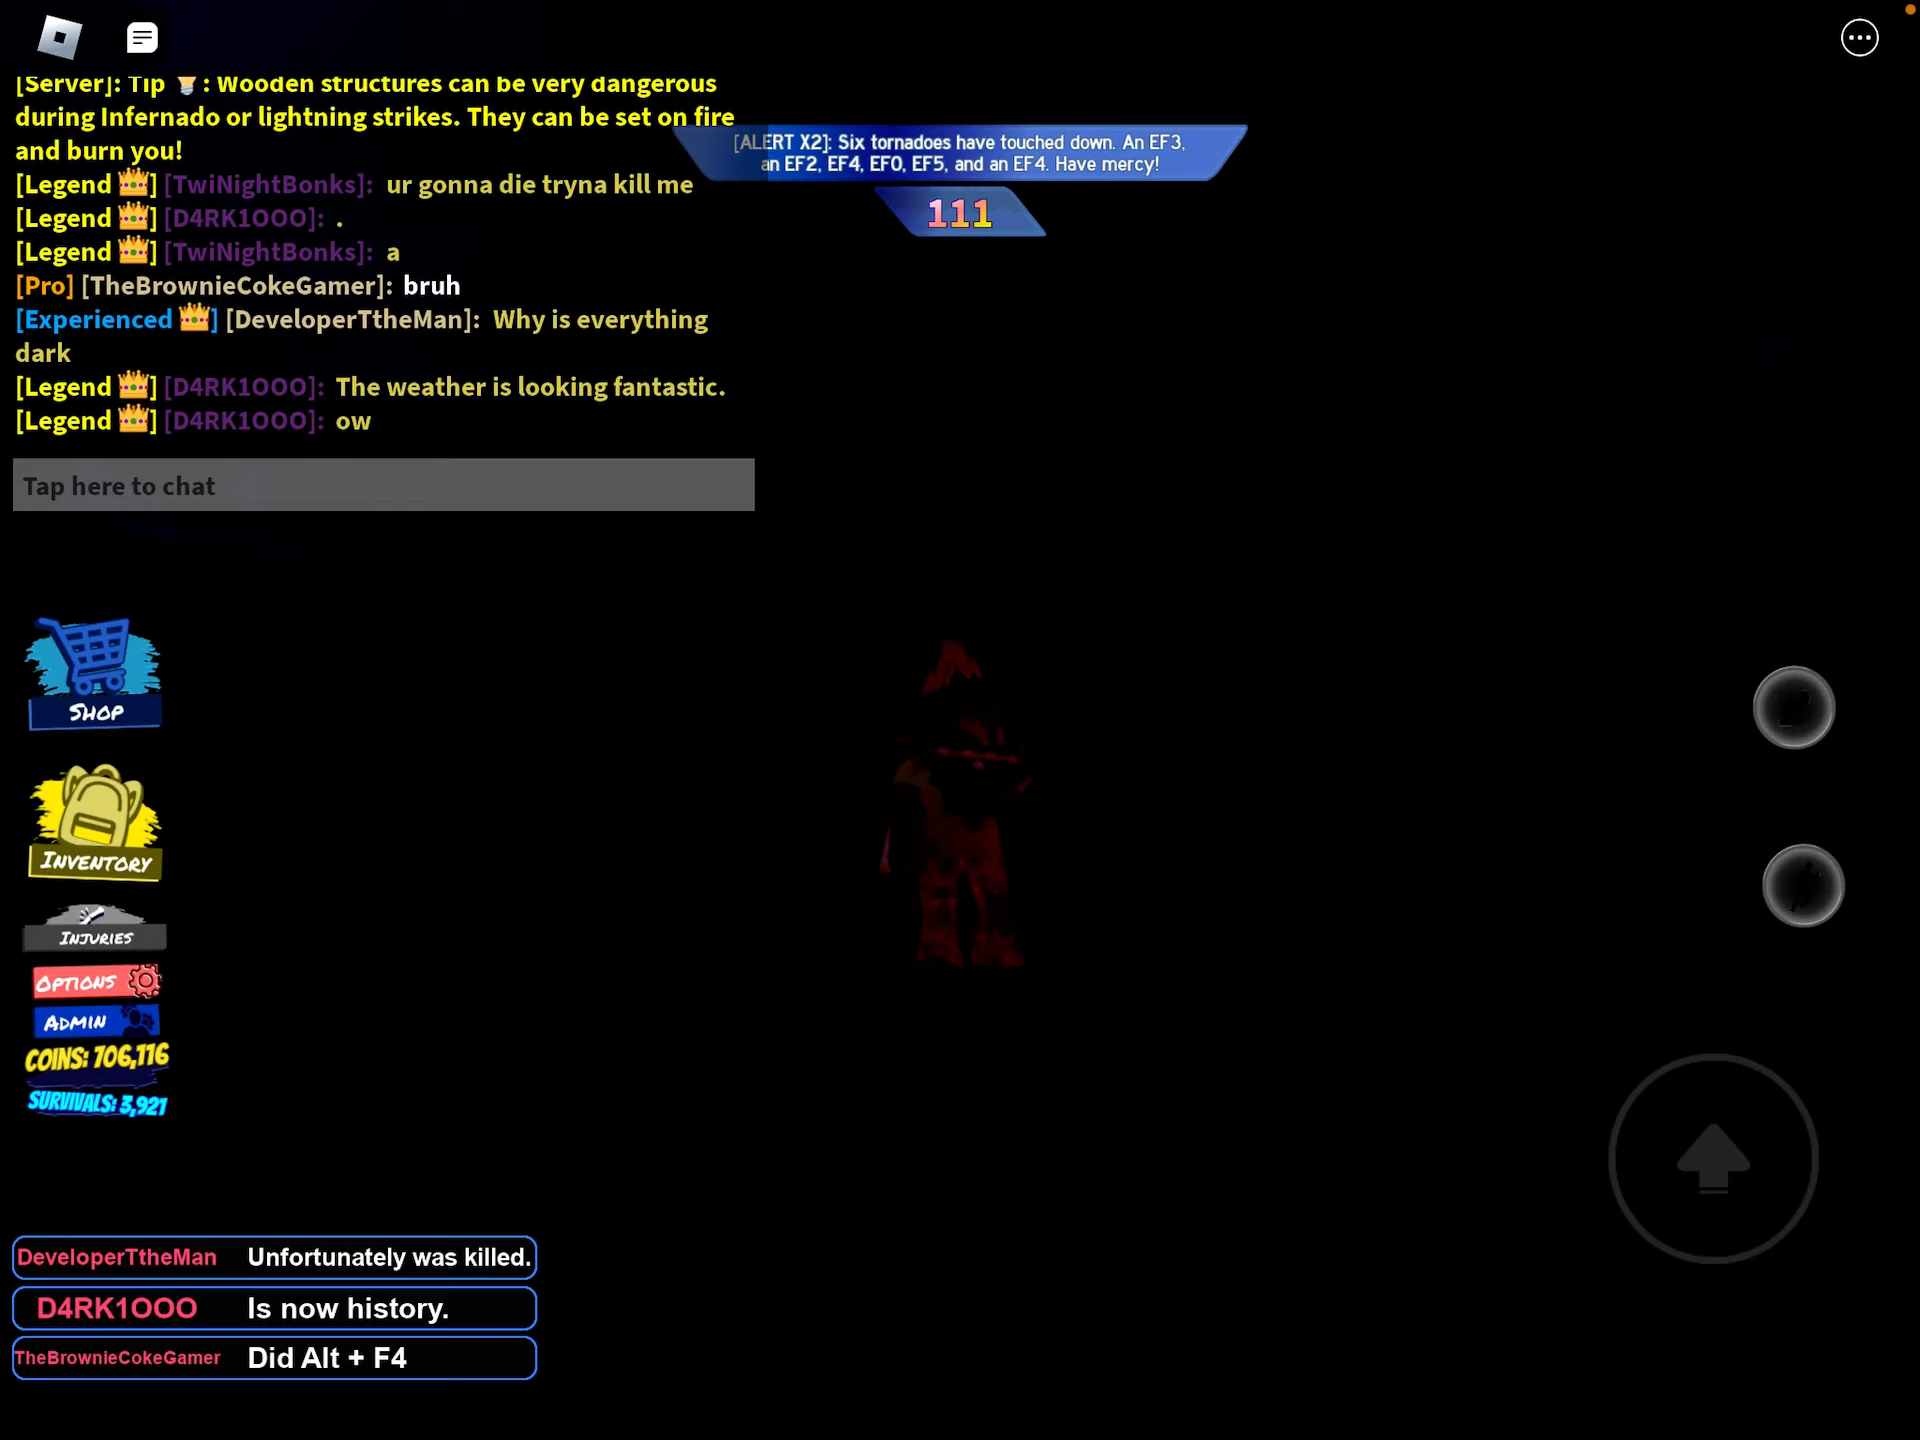 [Server]: Tip 💡: Wooden structures can be very dangerous
during Infernado or lightning strikes. They can be set on fire
and burn you!
[Legend 👑] [TwiNightBonks]: ur gonna die tryna kill me
[Legend 👑] [D4RK1OOO]: .
[Legend 👑] [TwiNightBonks]: a
[Pro] [TheBrownieCokeGamer]: bruh
[Experienced 👑] [DeveloperTtheMan]: Why is everything
dark
[Legend 👑] [D4RK1OOO]: The weather is looking fantastic.
[Legend 👑] [D4RK1OOO]: ow
Tap here to chat
[ALERT X2]: Six tornadoes have touched down. An EF3,
an EF2, EF4, EF0, EF5, and an EF4. Have mercy!
111
SHOP
INVENTORY
INJURIES
OPTIONS
ADMIN
COINS: 706,116
SURVIVALS: 3,921
DeveloperTtheMan Unfortunately was killed.
D4RK1OOO Is now history.
TheBrownieCokeGamer Did Alt + F4